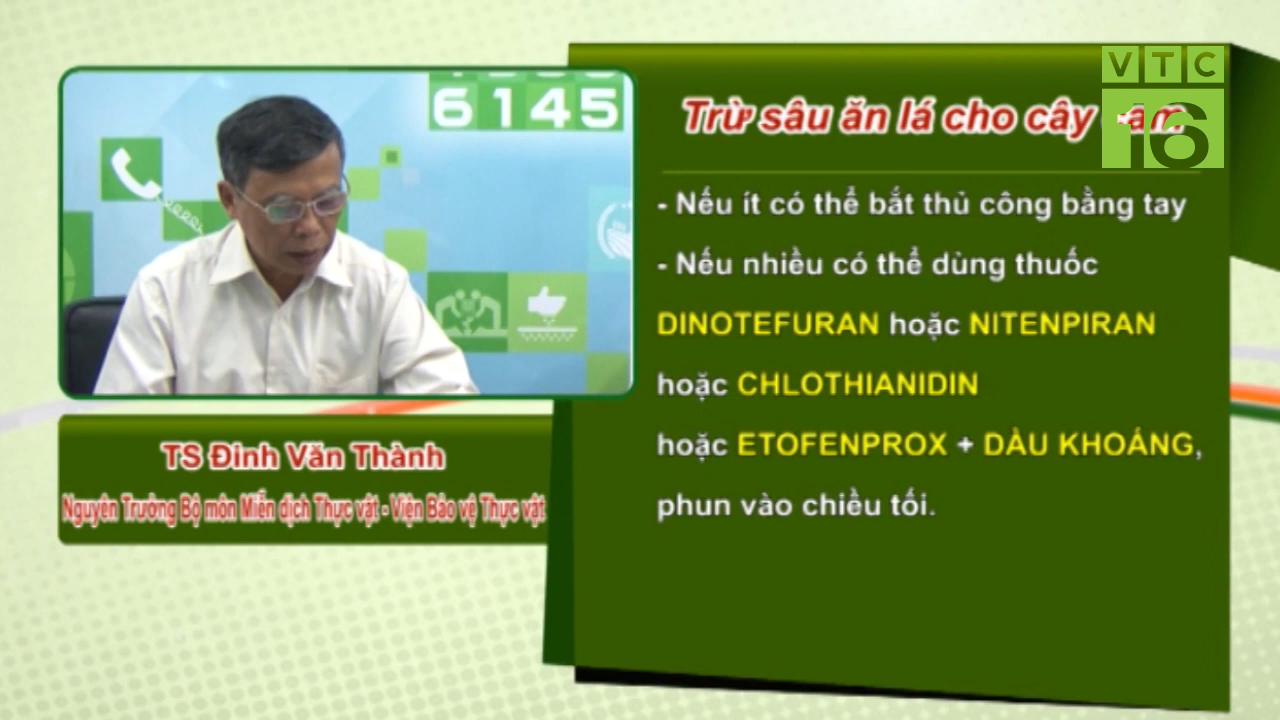 6145
TS Đinh Văn Thành
Nguyên Trưởng Bộ môn Miễn dịch Thực vật - Viện Bảo vệ Thực vật
VTC
16
Trừ sâu ăn lá cho cây
- Nếu ít có thể bắt thủ công bằng tay
- Nếu nhiều có thể dùng thuốc
DINOTEFURAN hoặc NITENPIRAN
hoặc CHLOTHIANIDIN
hoặc ETOFENPROX + DẦU KHOÁNG,
phun vào chiều tối.